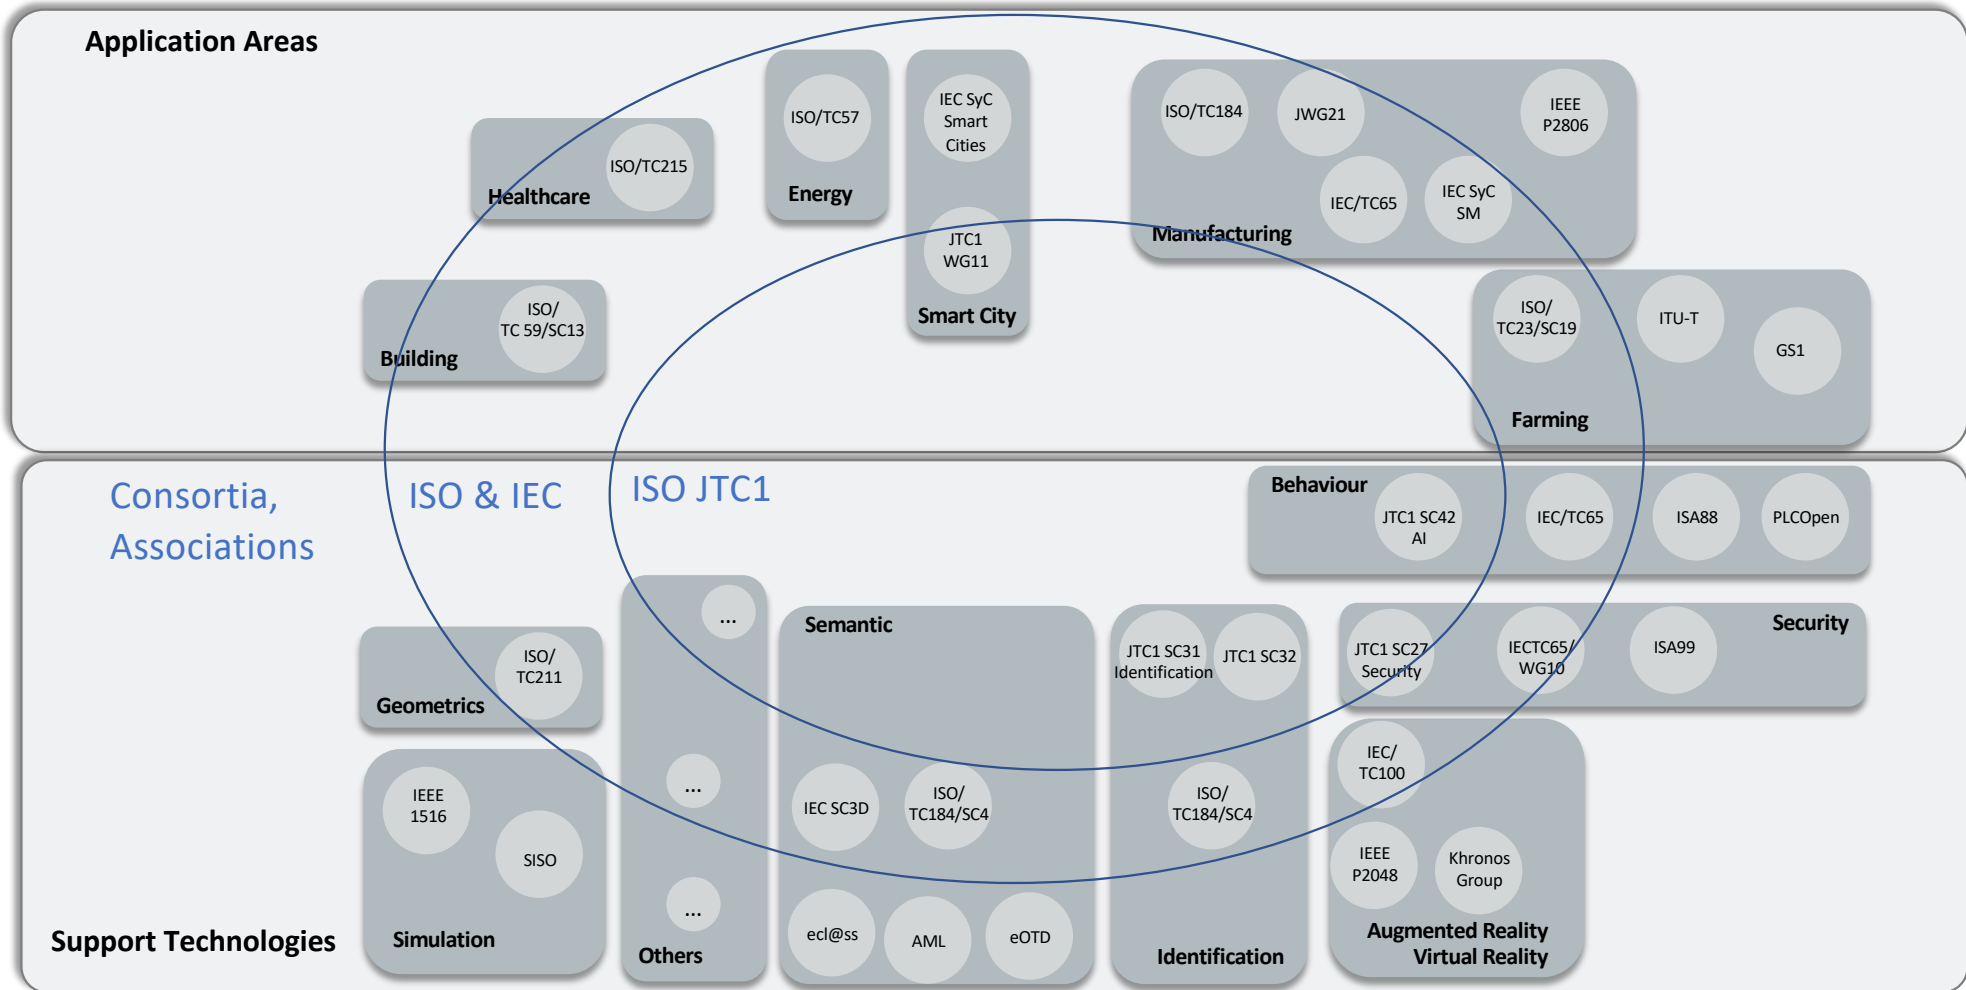 Application Areas
ISO/TC215
Healthcare
ISO/TC57
Energy
IEC SyC
Smart
Cities
JTC1
WG11
Smart City
ISO/TC184
JWG21
IEEE
P2806
IEC/TC65
IEC SyC
SM
Manufacturing
ISO/
TC 59/SC13
Building
ISO/
TC23/SC19
ITU-T
GS1
Farming
Consortia,
Associations
ISO & IEC
ISO JTC1
Behaviour
JTC1 SC42
AI
IEC/TC65
ISA88
PLCOpen
Security
JTC1 SC27
Security
IECTC65/
WG10
ISA99
ISO/
TC211
Geometrics
IEEE
1516
SISO
Simulation
...
...
...
Others
Semantic
IEC SC3D
ISO/
TC184/SC4
ecl@ss
AML
eOTD
JTC1 SC31
Identification
JTC1 SC32
ISO/
TC184/SC4
Identification
IEC/
TC100
IEEE
P2048
Khronos
Group
Augmented Reality
Virtual Reality
Support Technologies